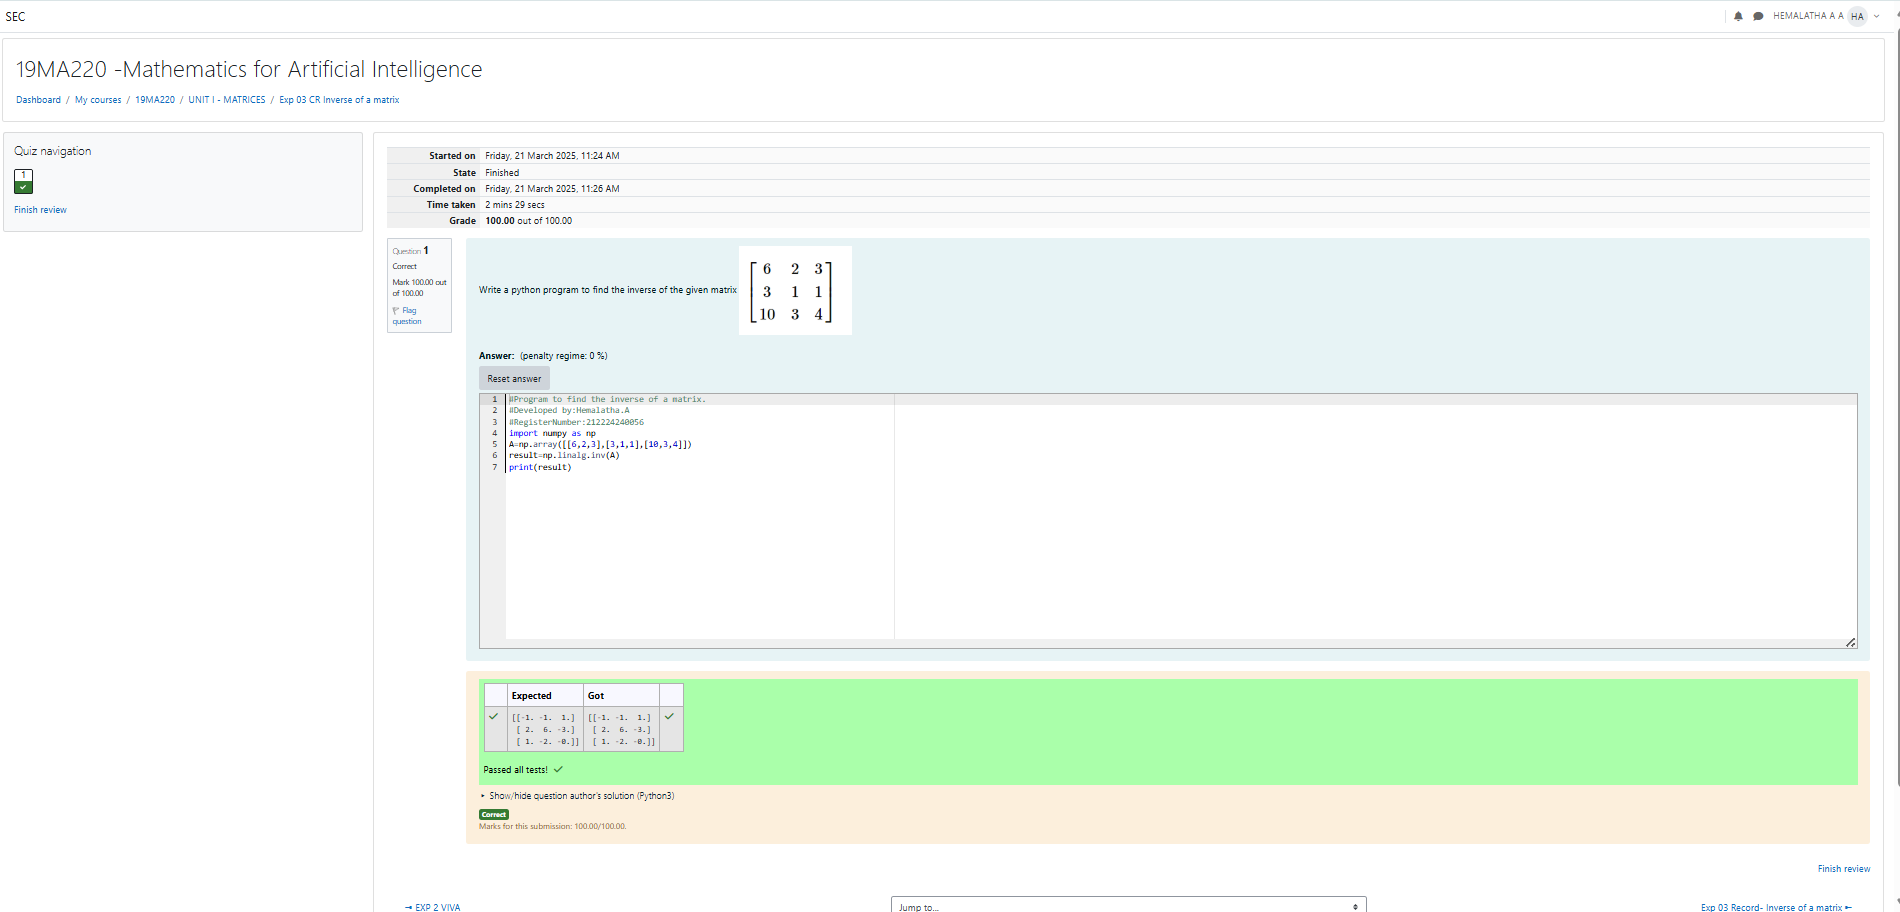 SEC
HEMALATHA A A HA
19MA220 -Mathematics for Artificial Intelligence
Dashboard / My courses / 19MA220 / UNIT I - MATRICES / Exp 03 CR Inverse of a matrix
Quiz navigation
1
Finish review
Started on Friday, 21 March 2025, 11:24 AM
State Finished
Completed on Friday, 21 March 2025, 11:26 AM
Time taken 2 mins 29 secs
Grade 100.00 out of 100.00
Question 1
Correct
Mark 100.00 out
of 100.00
Flag
question
Write a python program to find the inverse of the given matrix
6 2 3
3 1 1
10 3 4
Answer: (penalty regime: 0 %)
Reset answer
1 #Program to find the inverse of a matrix.
2 #Developed by:Hemalatha.A
3 #RegisterNumber:212224240056
4 import numpy as np
5 A=np.array([[6,2,3],[3,1,1],[10,3,4]])
6 result=np.linalg.inv(A)
7 print(result)
Expected Got
[[-1. -1. 1.] [[-1. -1. 1.]
[ 2. 6. -3.] [ 2. 6. -3.]
[ 1. -2. -0.]] [ 1. -2. -0.]]
Passed all tests! ✓
Show/hide question author's solution (Python3)
Correct
Marks for this submission: 100.00/100.00.
Finish review
EXP 2 VIVA
Jump to...
Exp 03 Record- Inverse of a matrix